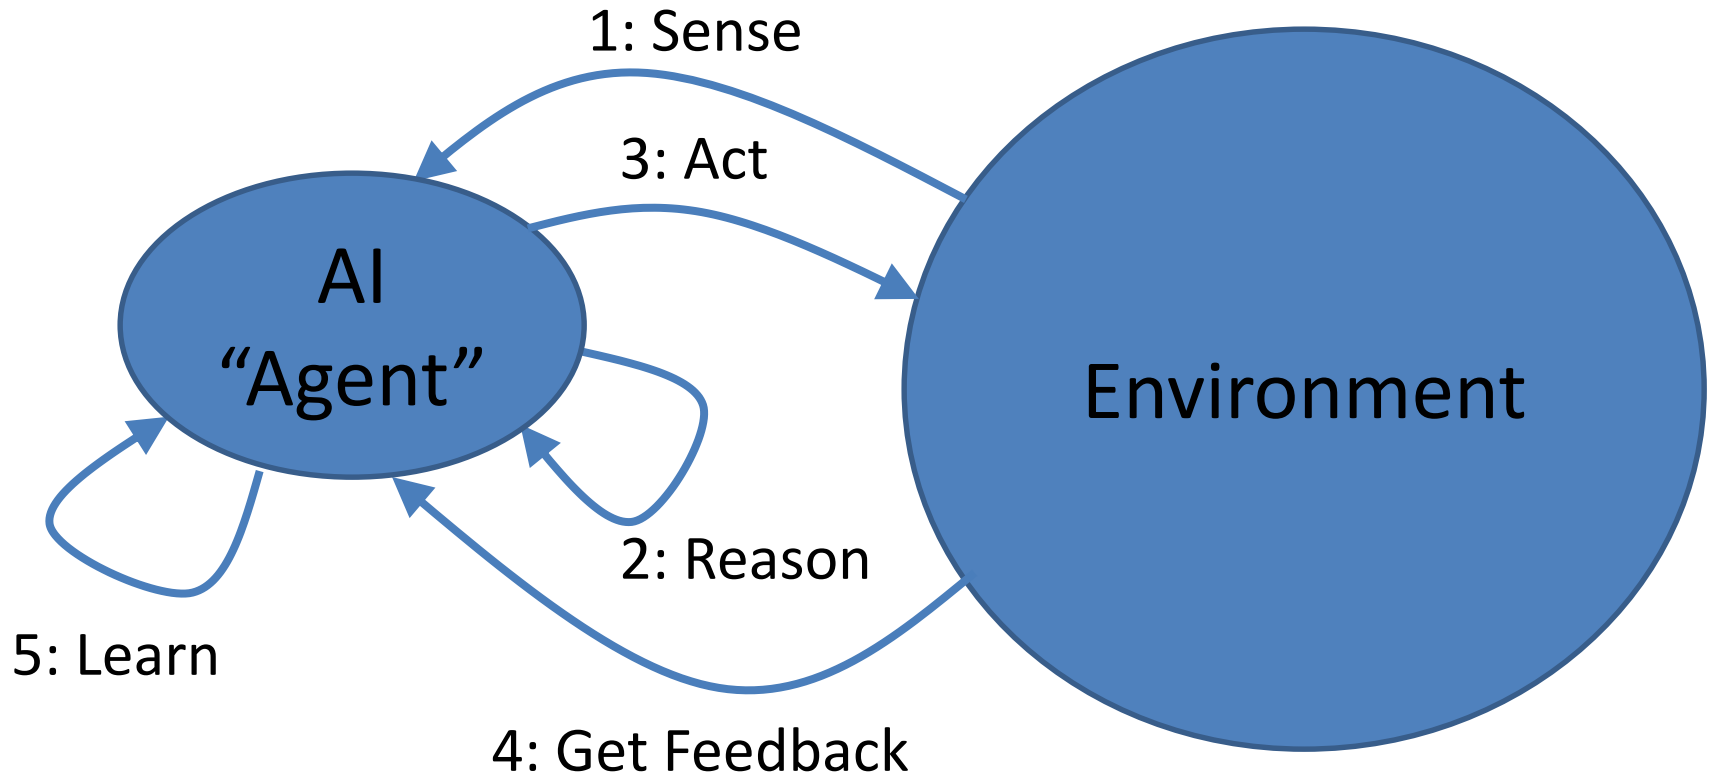 1: Sense
3: Act
AI
“Agent”
Environment
2: Reason
5: Learn
4: Get Feedback